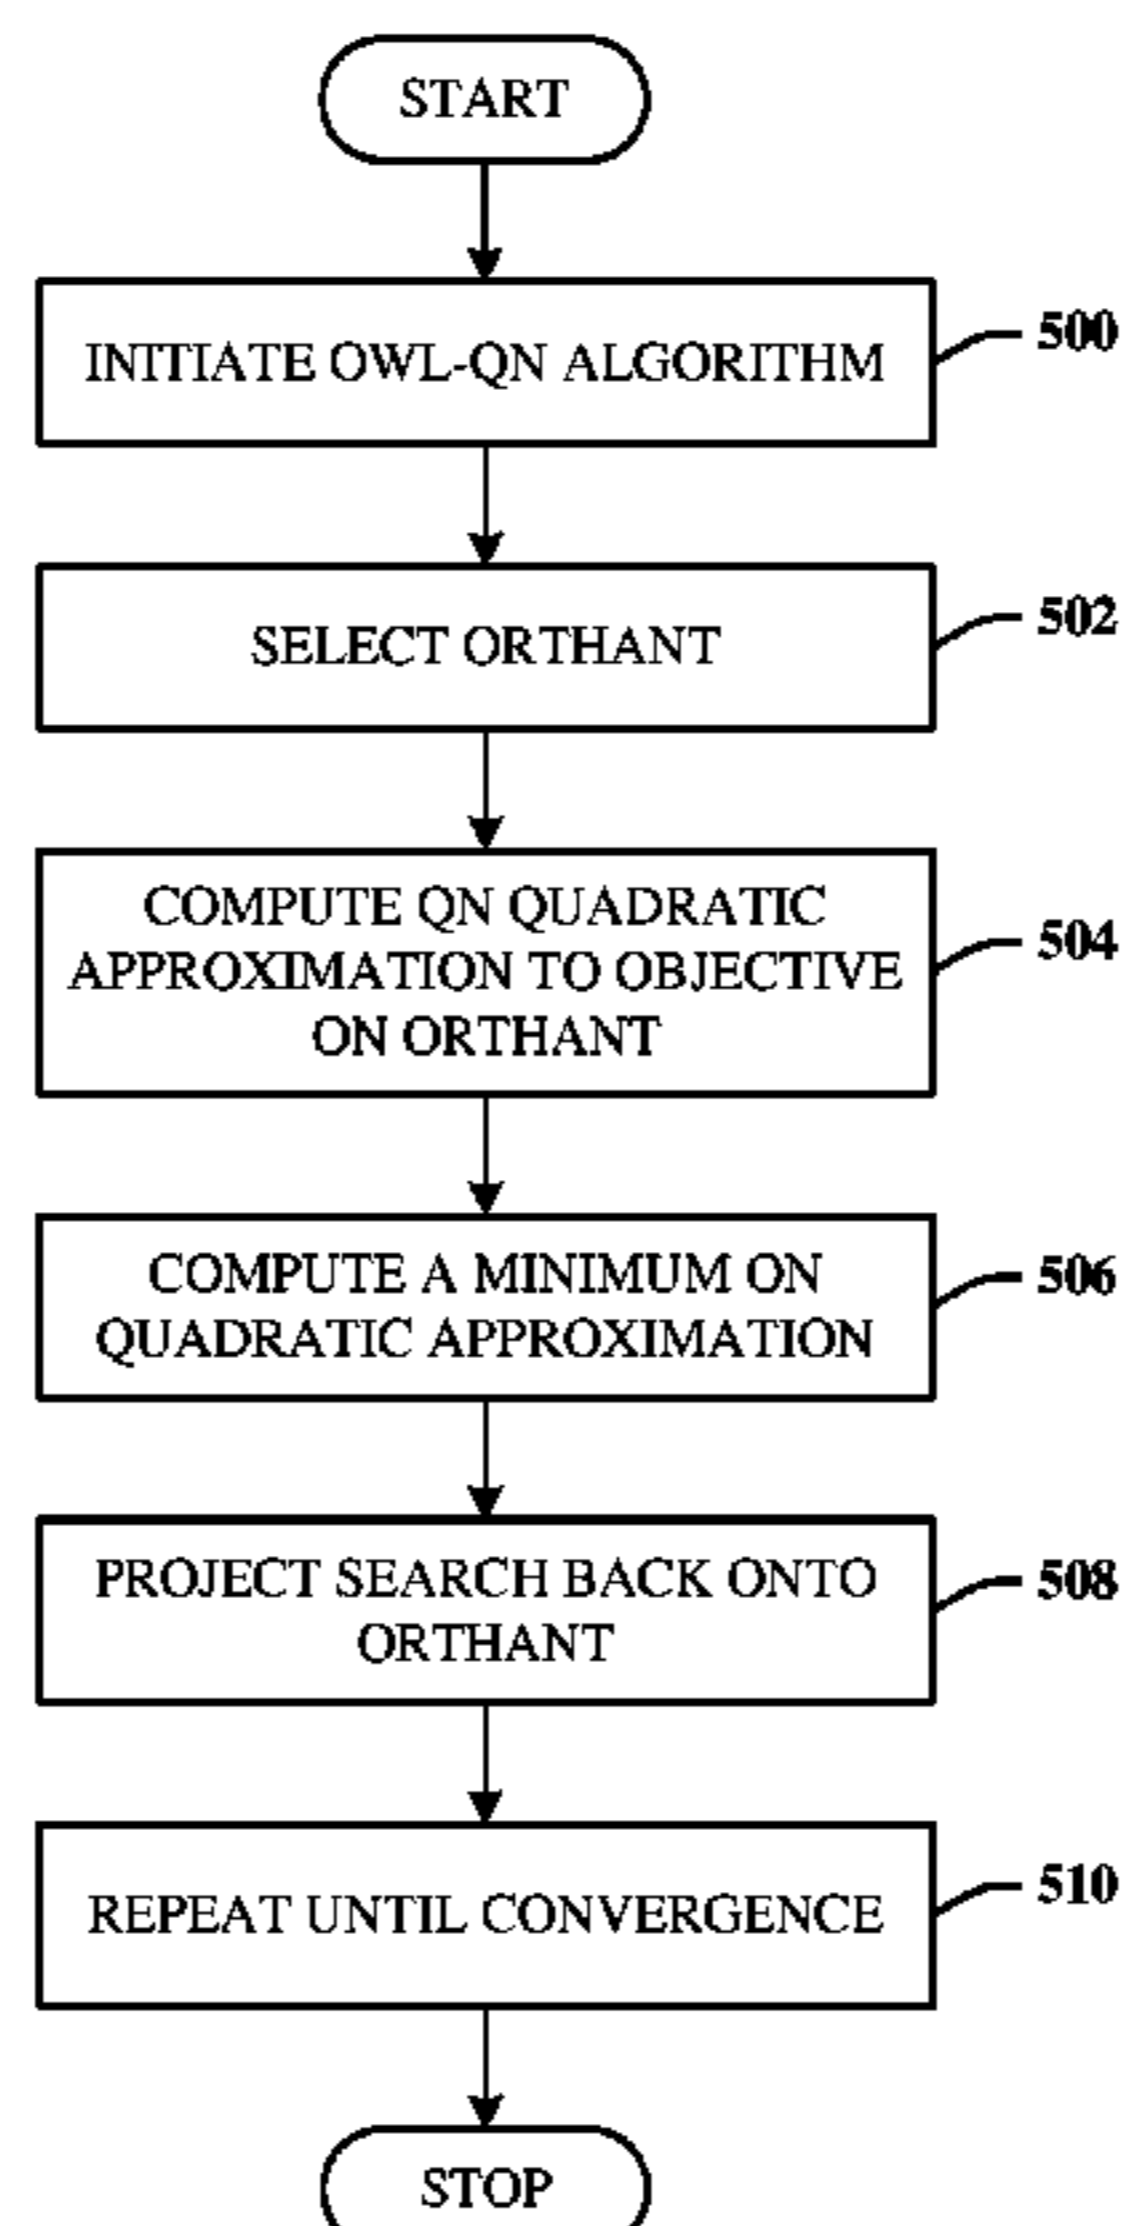 START
INITIATE OWL-QN ALGORITHM
500
SELECT ORTHANT
502
COMPUTE QN QUADRATIC
APPROXIMATION TO OBJECTIVE
ON ORTHANT
504
COMPUTE A MINIMUM ON
QUADRATIC APPROXIMATION
506
PROJECT SEARCH BACK ONTO
ORTHANT
508
REPEAT UNTIL CONVERGENCE
510
STOP